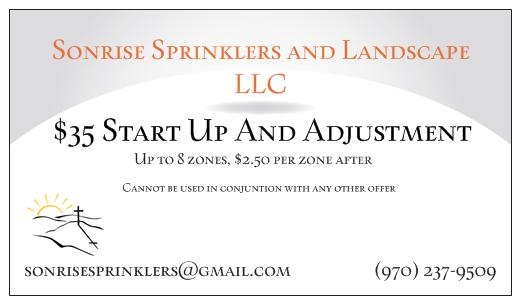 Sonrise Sprinklers and Landscape
LLC
$35 Start Up And Adjustment
Up to 8 zones, $2.50 per zone after
Cannot be used in conjuntion with any other offer
sonrisesprinklers@gmail.com (970) 237-9509